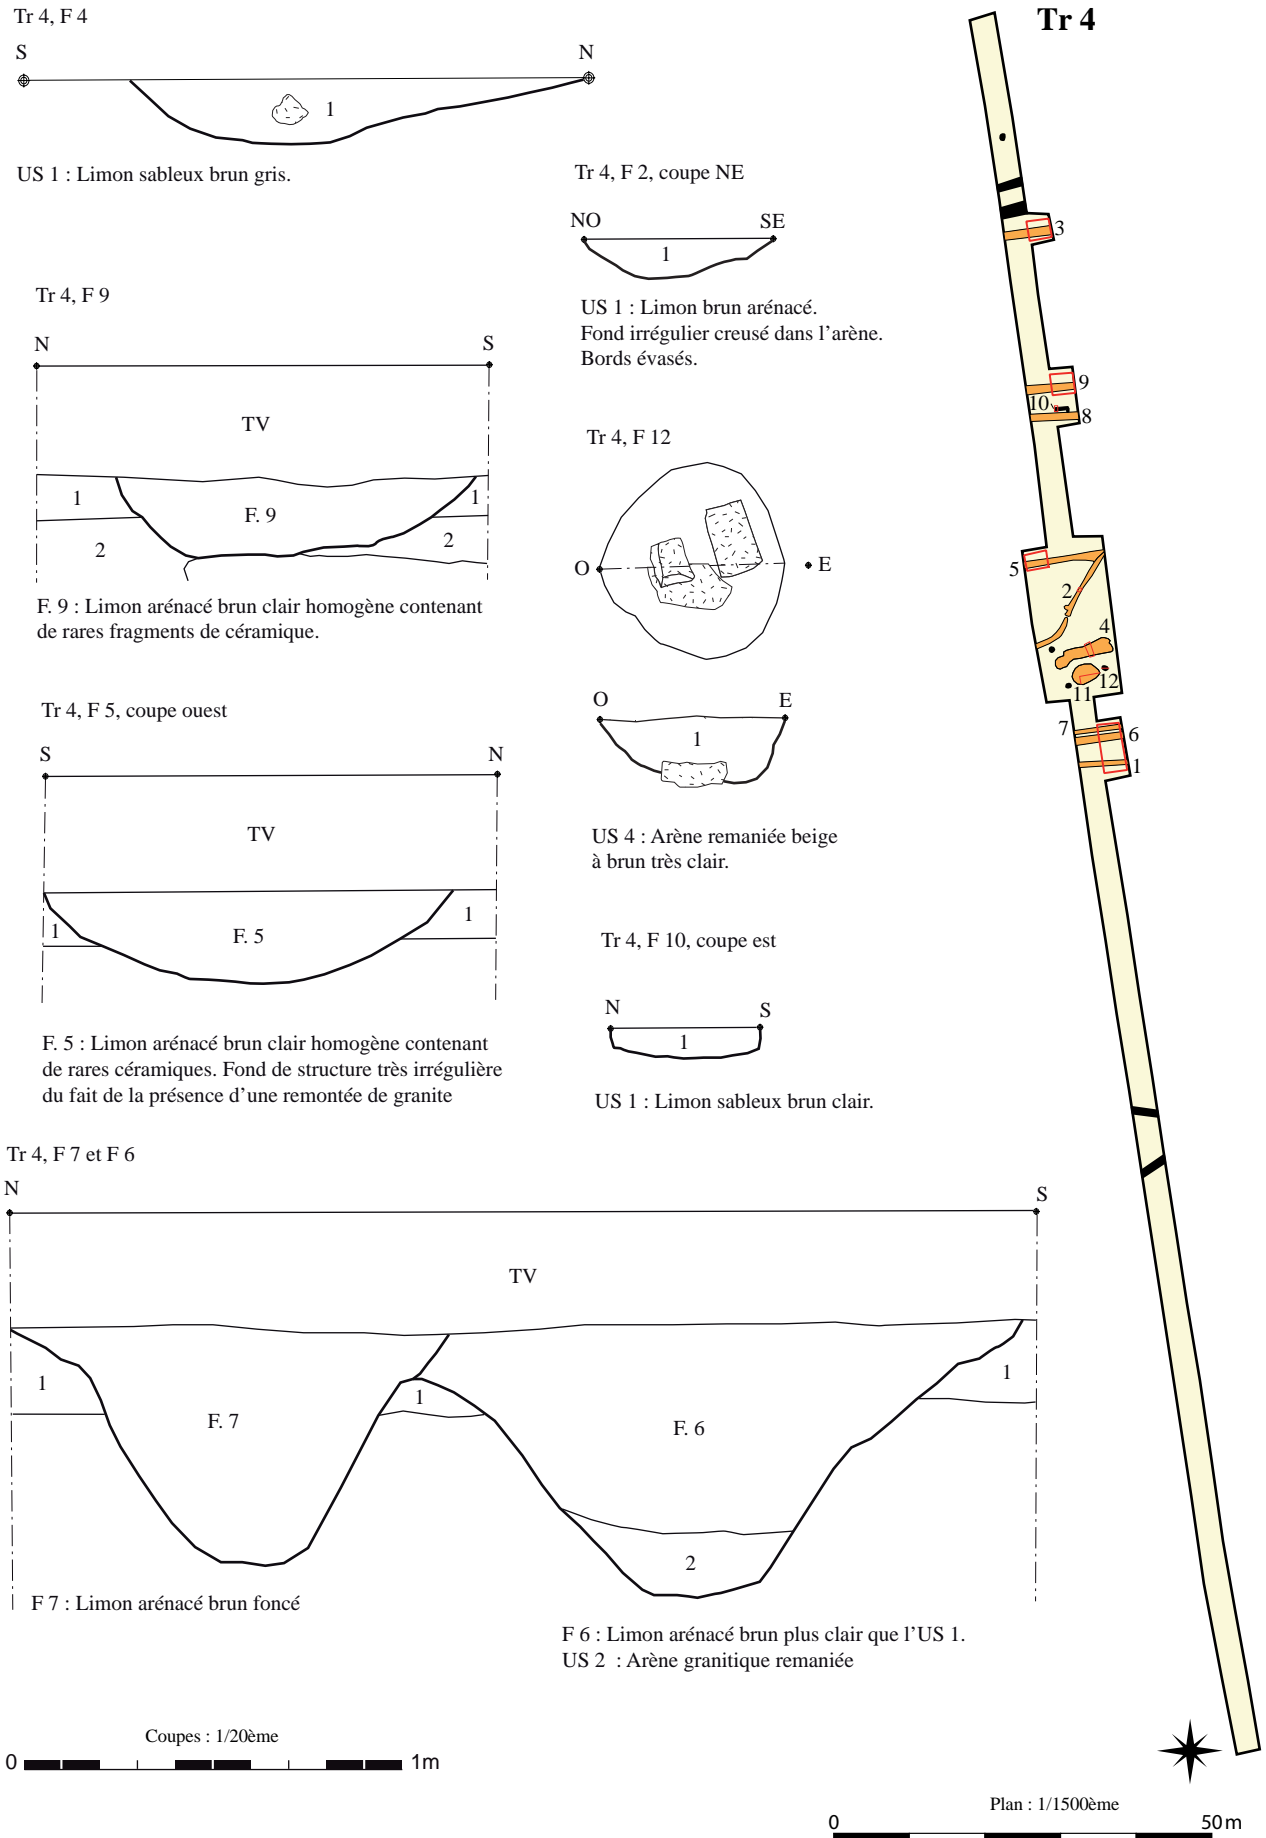 Tr 4, F 4
S
N
1
US 1 : Limon sableux brun gris.
Tr 4, F 2, coupe NE
NO
SE
1
US 1 : Limon brun arénacé.
Fond irrégulier creusé dans l'arène.
Bords évasés.
Tr 4, F 9
N
S
TV
1
F. 9
1
2
2
F. 9 : Limon arénacé brun clair homogène contenant
de rares fragments de céramique.
Tr 4, F 12
O
E
O
E
1
US 4 : Arène remaniée beige
à brun très clair.
Tr 4, F 5, coupe ouest
S
N
TV
1
F. 5
1
F. 5 : Limon arénacé brun clair homogène contenant
de rares céramiques. Fond de structure très irrégulière
du fait de la présence d'une remontée de granite
Tr 4, F 10, coupe est
N
S
1
US 1 : Limon sableux brun clair.
Tr 4, F 7 et F 6
N
S
TV
1
F. 7
1
F. 6
1
2
F 7 : Limon arénacé brun foncé
F 6 : Limon arénacé brun plus clair que l'US 1.
US 2 : Arène granitique remaniée
Coupes : 1/20ème
0
1m
Tr 4
3
9
10
8
5
2
4
12
11
7
6
1
Plan : 1/1500ème
0
50m